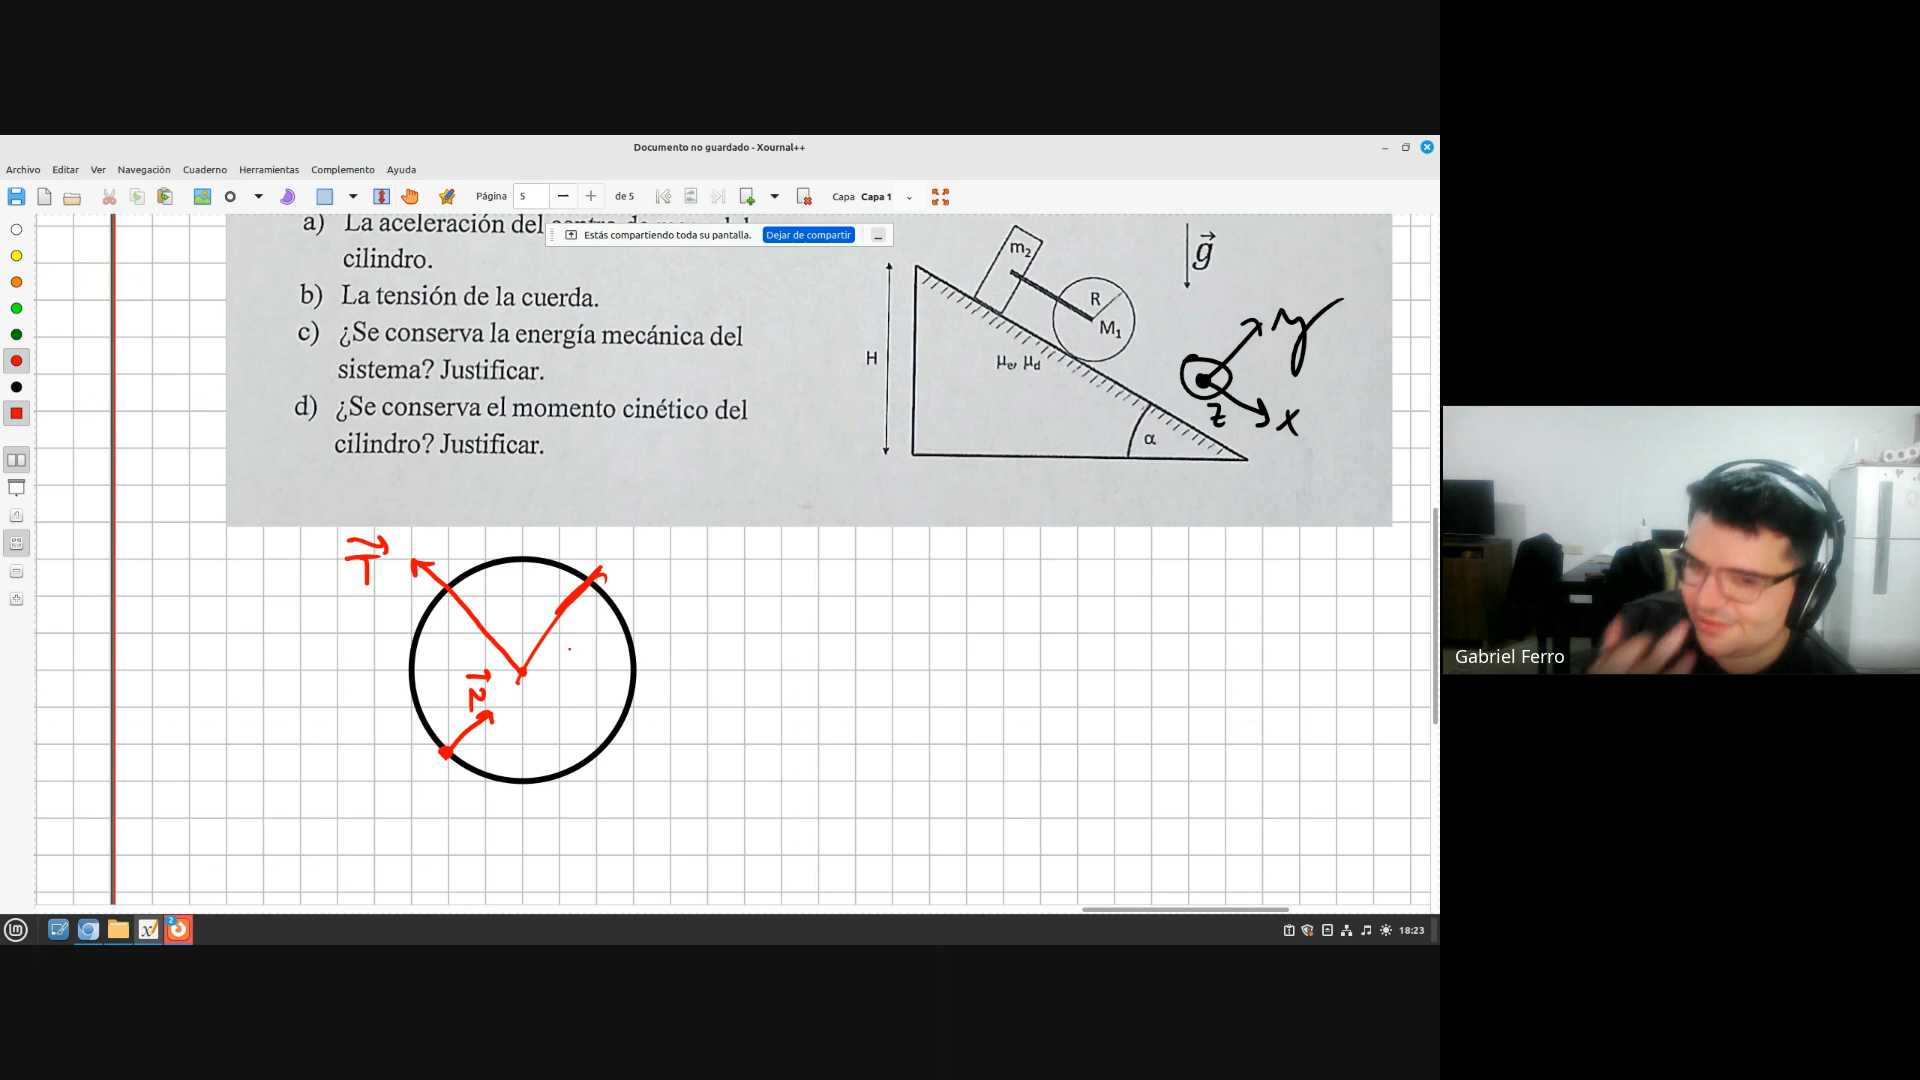 Documento no guardado - Xournal++
Archivo Editar Ver Navegación Cuaderno Herramientas Complemento Ayuda
Página 5 de 5 Capa Capa 1
Estás compartiendo toda su pantalla. Dejar de compartir
a) La aceleración del
cilindro.
b) La tensión de la cuerda.
c) ¿Se conserva la energía mecánica del
sistema? Justificar.
d) ¿Se conserva el momento cinético del
cilindro? Justificar.
m2
R
M1
H
μe, μd
α
g
y
z
x
T
N
Gabriel Ferro
2
18:23